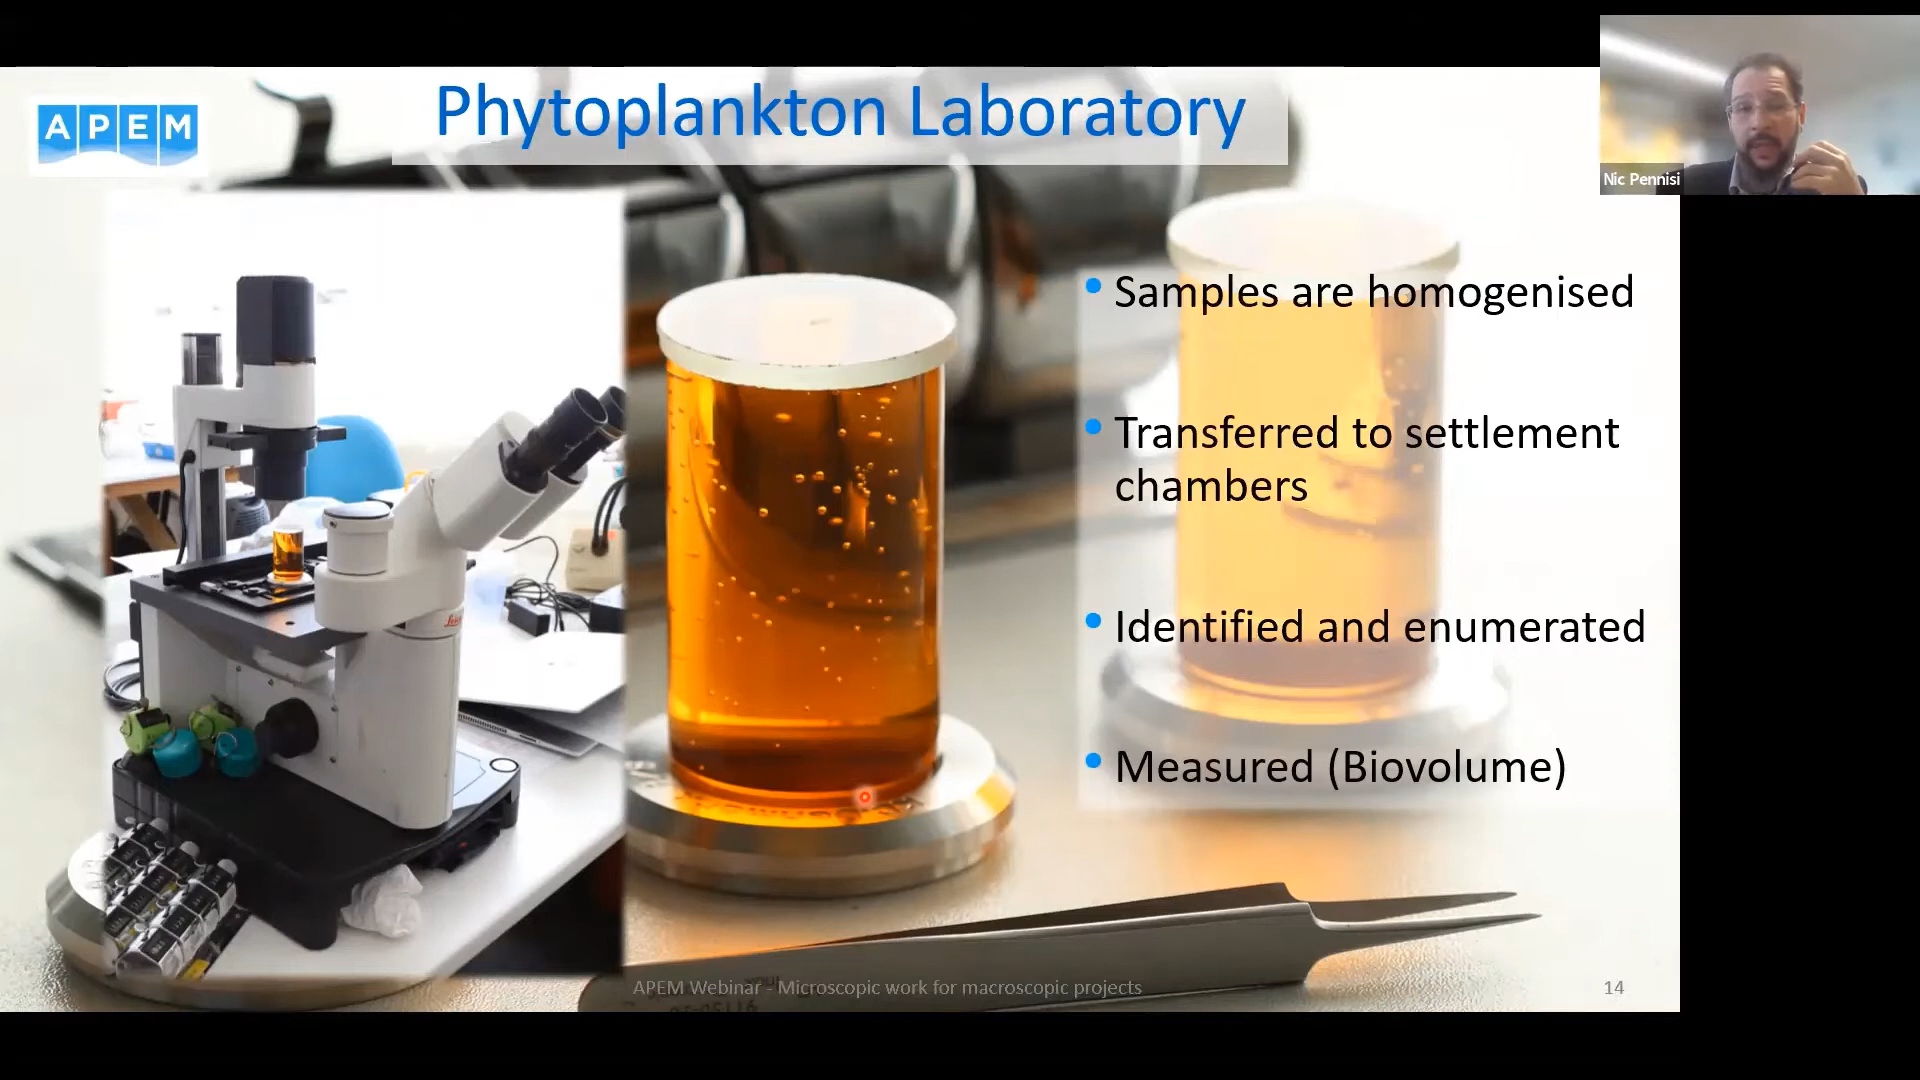 APEM
Phytoplankton Laboratory
Nic Pennisi
• Samples are homogenised
• Transferred to settlement
chambers
• Identified and enumerated
• Measured (Biovolume)
APEM Webinar - Microscopic work for macroscopic projects
14